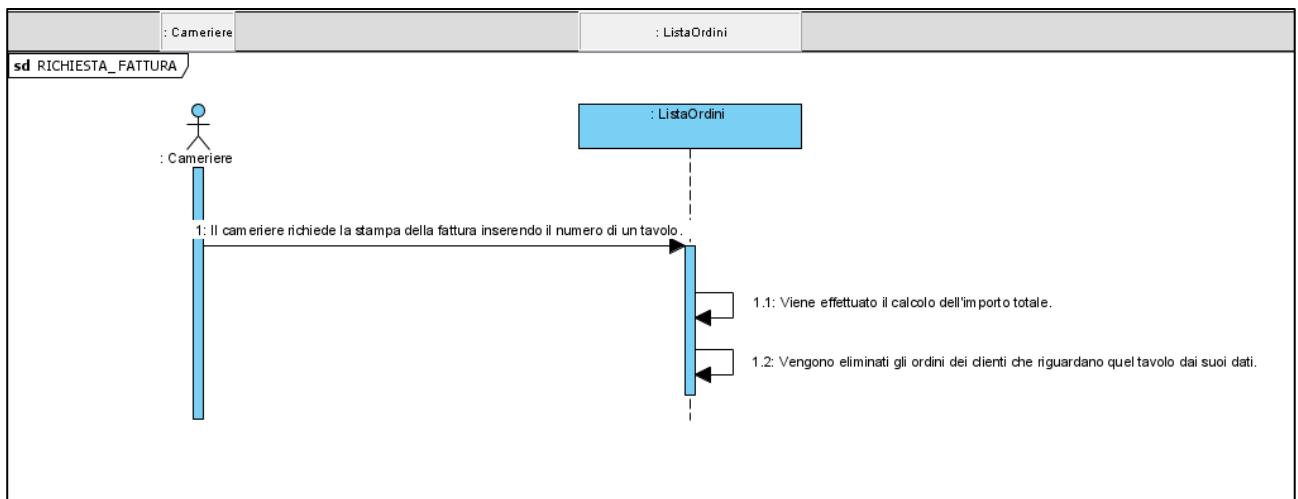 : Cameriere
: ListaOrdini
sd RICHIESTA_FATTURA
: ListaOrdini
: Cameriere
1: Il cameriere richiede la stampa della fattura inserendo il numero di un tavolo.
1.1: Viene effettuato il calcolo dell'importo totale.
1.2: Vengono eliminati gli ordini dei clienti che riguardano quel tavolo dai suoi dati.